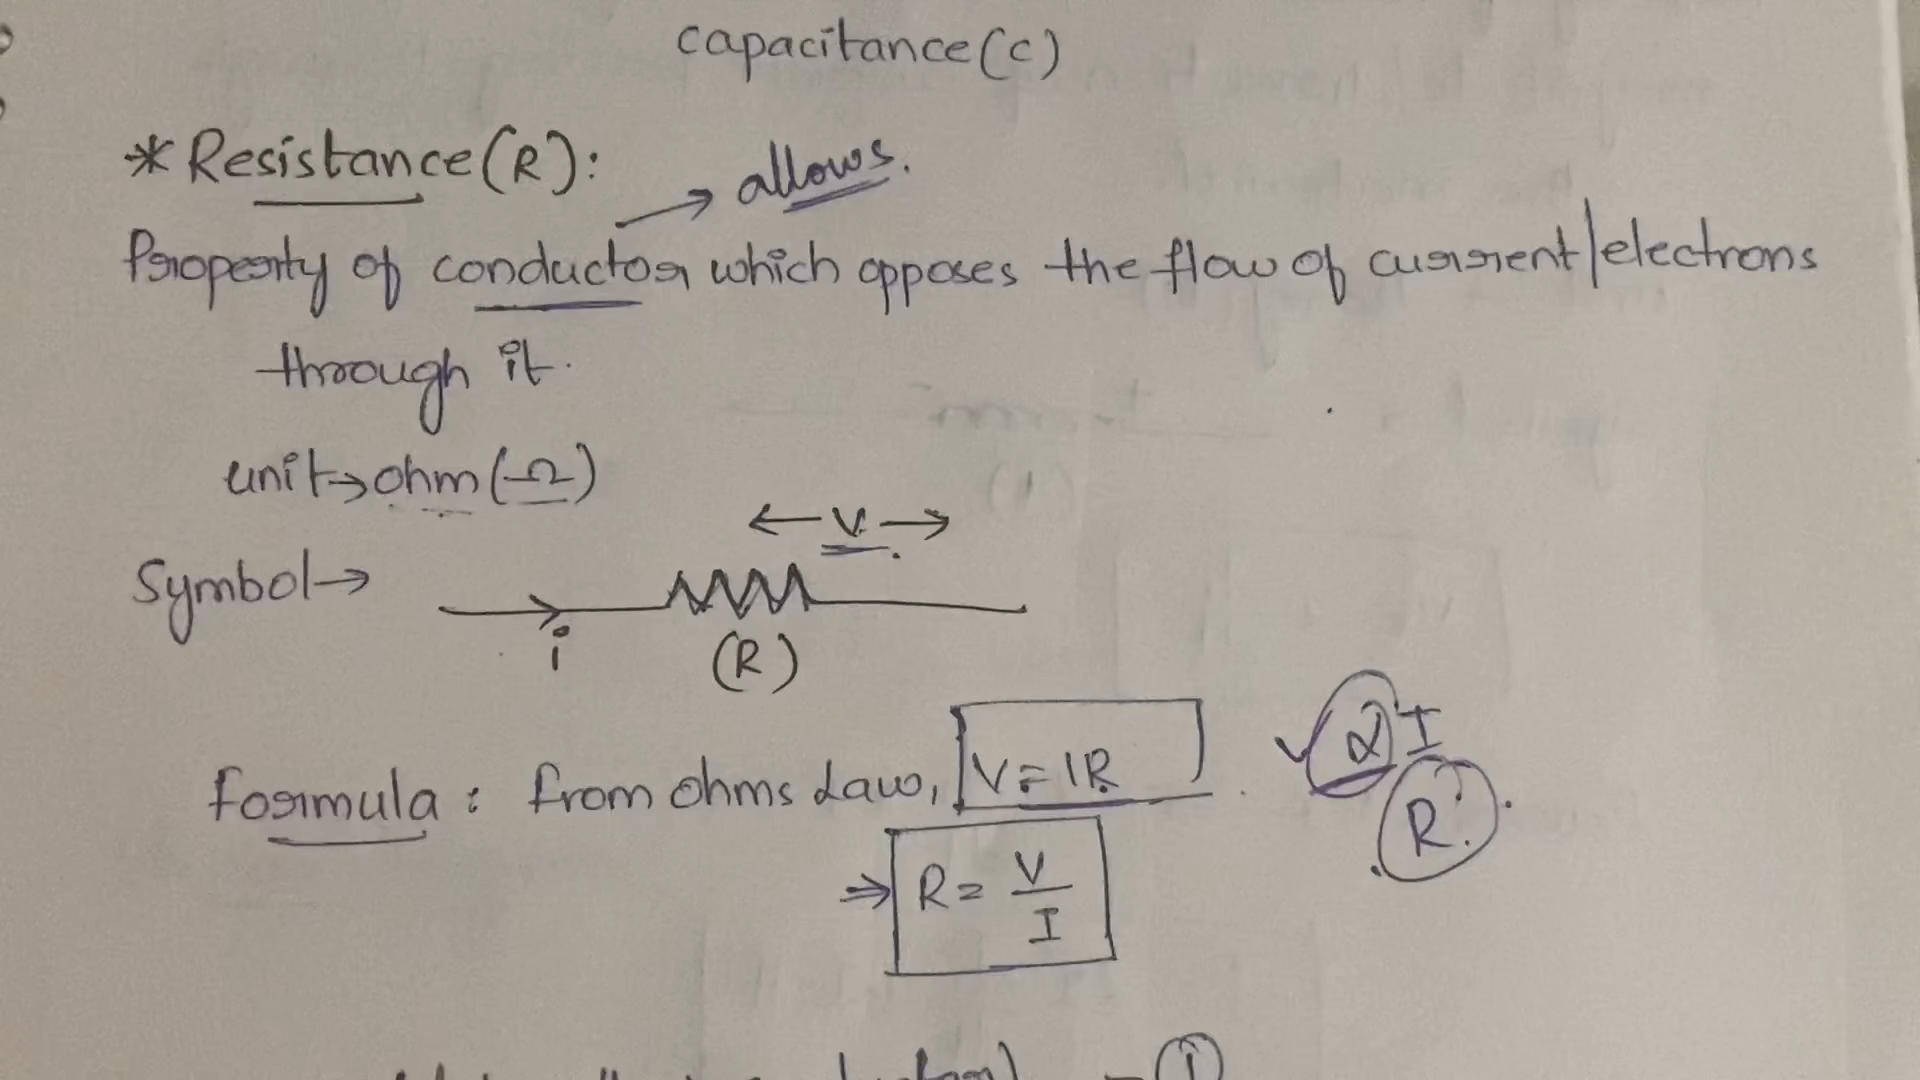 capacitance(c)
*Resistance(R):
→ allows.
Property of conductor which opposes the flow of current/electrons
through it.
unit→ohm(Ω)
← V →
Symbol→
i
(R)
Formula: from ohms Law, V=IR
✓ α I
R
⇒ R = V/I
①